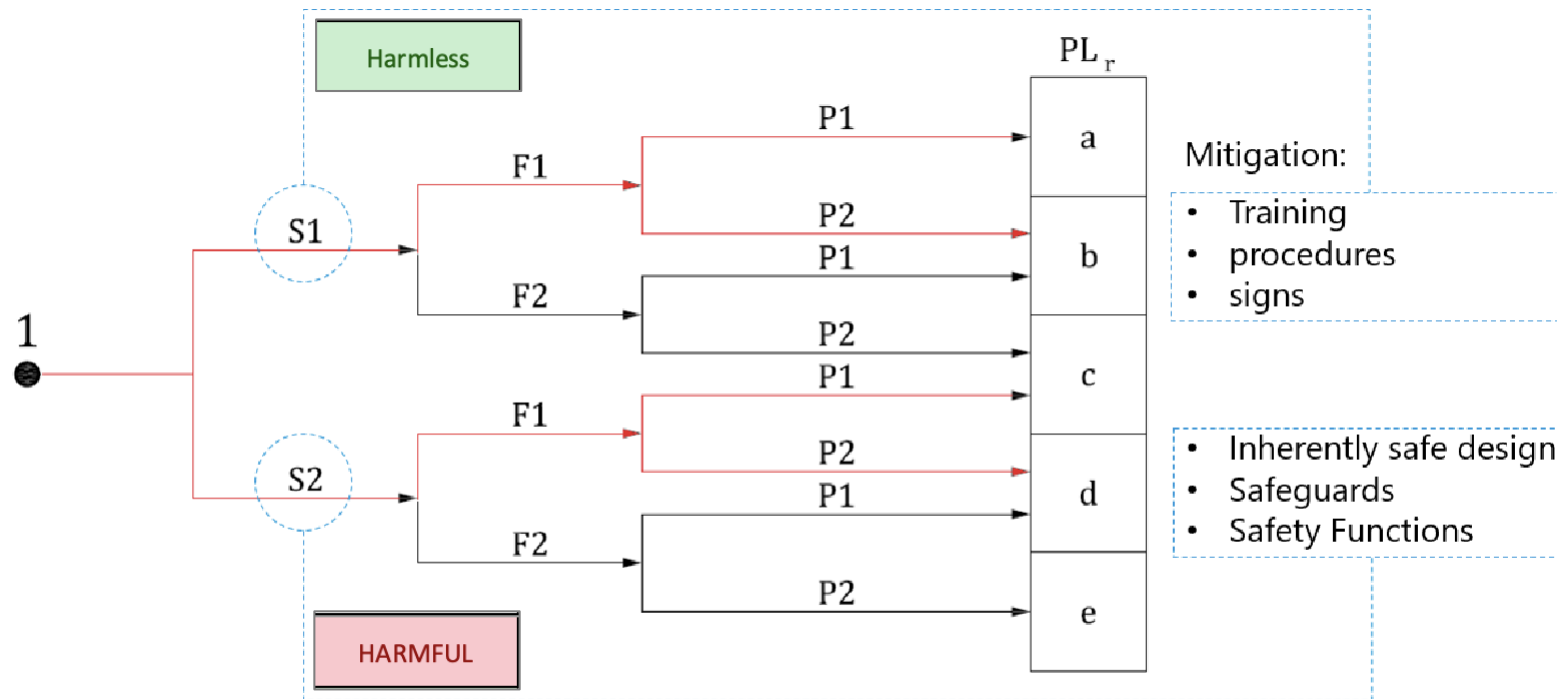 Harmless
PL r
P1
a
Mitigation:
F1
P2
• Training
S1
b
• procedures
P1
F2
• signs
1
P2
c
P1
F1
P2
• Inherently safe design
S2
d
• Safeguards
P1
F2
• Safety Functions
P2
e
HARMFUL